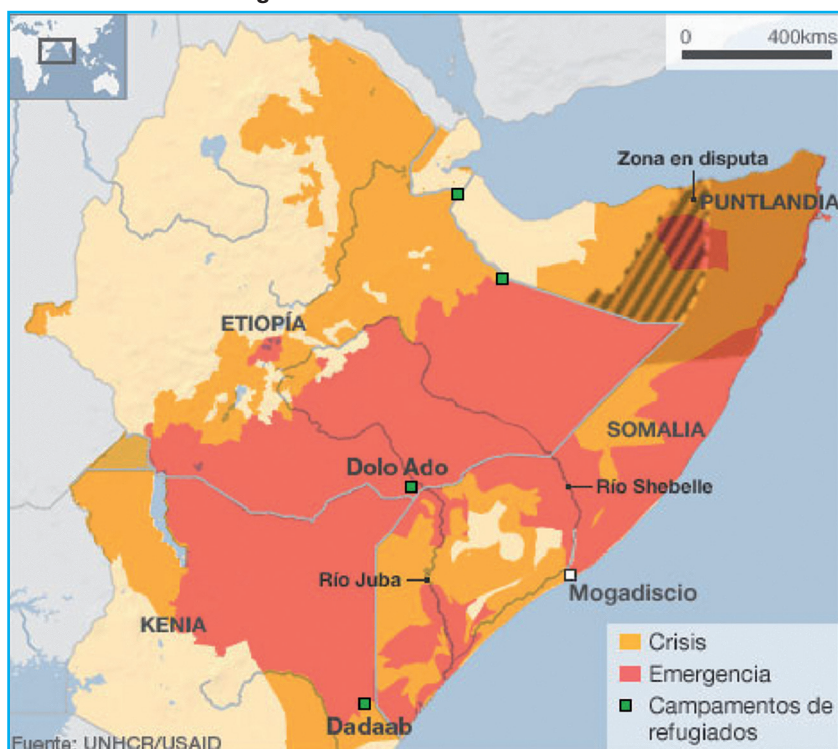 0 400kms
Zona en disputa
PUNTLANDIA
ETIOPÍA
SOMALIA
Dolo Ado
Río Shebelle
Río Juba
Mogadiscio
KENIA
Crisis
Emergencia
Campamentos de
refugiados
Dadaab
Fuente: UNHCR/USAID